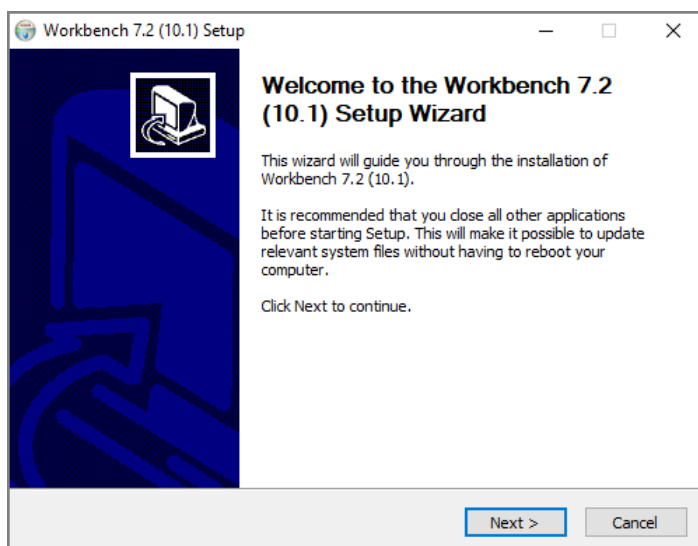 Workbench 7.2 (10.1) Setup
Welcome to the Workbench 7.2
(10.1) Setup Wizard
This wizard will guide you through the installation of
Workbench 7.2 (10.1).
It is recommended that you close all other applications
before starting Setup. This will make it possible to update
relevant system files without having to reboot your
computer.
Click Next to continue.
Next >
Cancel